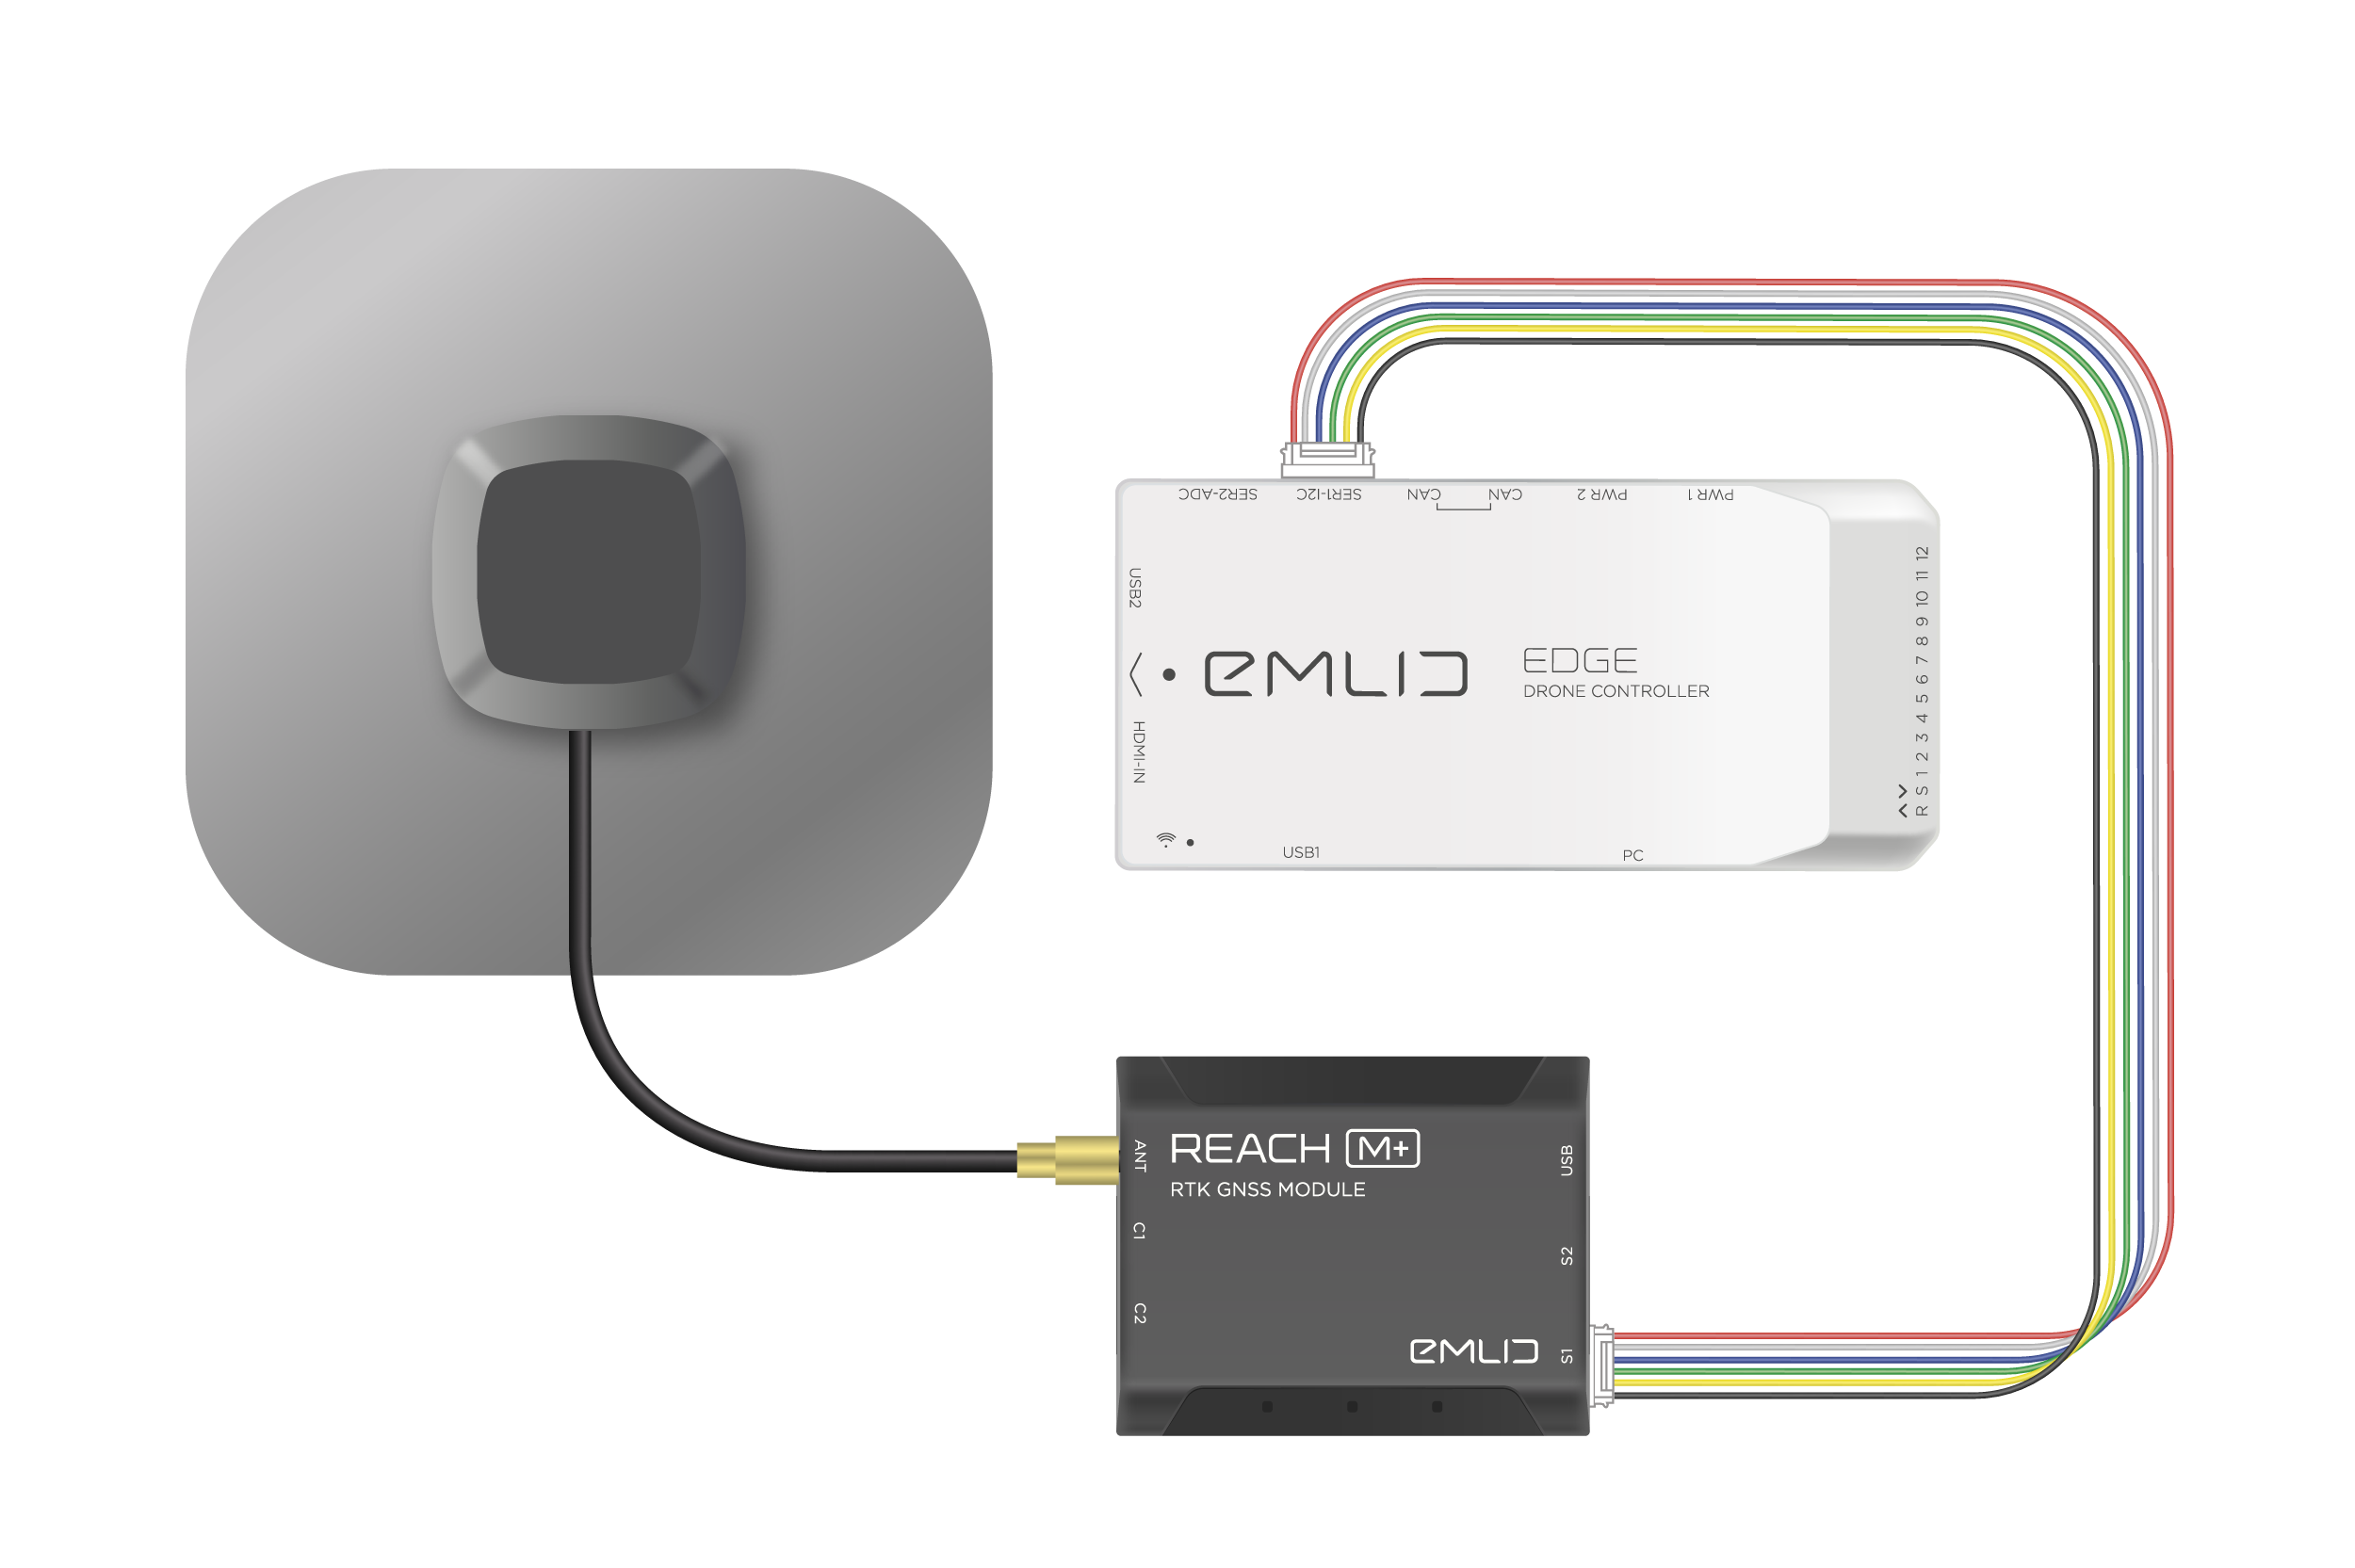 SER2-ADC
SER1-I2C
CAN
CAN
PWR 2
PWR 1
USB2
HDMI-IN
EMLID
EDGE
DRONE CONTROLLER
USB1
PC
R S 1 2 3 4 5 6 7 8 9 10 11 12
ANT
C1
C2
REACH M+
RTK GNSS MODULE
USB
S2
S1
EMLID